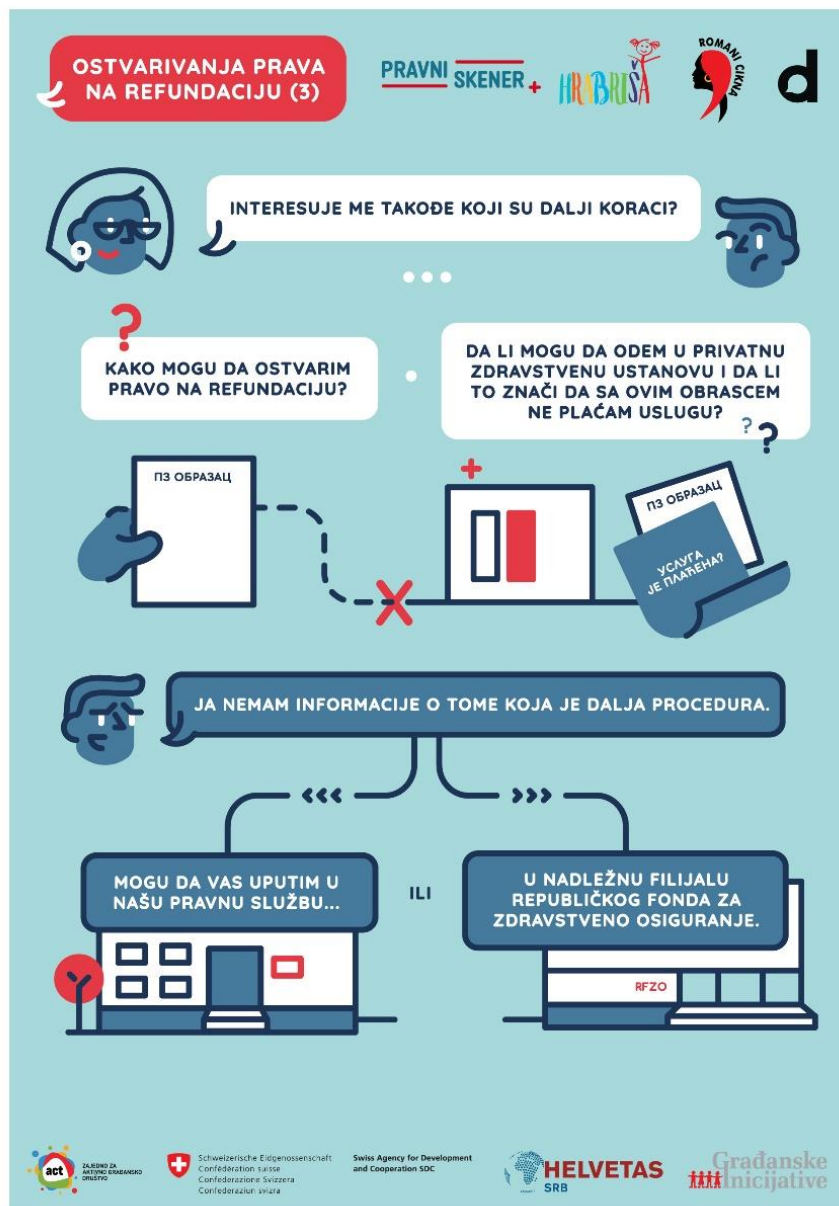 OSTVARIVANJA PRAVA
NA REFUNDACIJU (3)
PRAVNI
SKENER +
HRABRIŠA
ROMANI CIKNA
d
INTERESUJE ME TAKOĐE KOJI SU DALJI KORACI?
?
KAKO MOGU DA OSTVARIM
PRAVO NA REFUNDACIJU?
DA LI MOGU DA ODEM U PRIVATNU
ZDRAVSTVENU USTANOVU I DA LI
TO ZNAČI DA SA OVIM OBRASCEM
NE PLAĆAM USLUGU?
? ?
ПЗ ОБРАЗАЦ
ПЗ ОБРАЗАЦ
УСЛУГА
ЈЕ ПЛАЋЕНА?
JA NEMAM INFORMACIJE O TOME KOJA JE DALJA PROCEDURA.
MOGU DA VAS UPUTIM U
NAŠU PRAVNU SLUŽBU...
ILI
U NADLEŽNU FILIJALU
REPUBLIČKOG FONDA ZA
ZDRAVSTVENO OSIGURANJE.
RFZO
act
ZAJEDNO ZA
AKTIVNO GRAĐANSKO
DRUŠTVO
Schweizerische Eidgenossenschaft
Confédération suisse
Confederazione Svizzera
Confederaziun svizra
Swiss Agency for Development
and Cooperation SDC
HELVETAS
SRB
Građanske
Inicijative